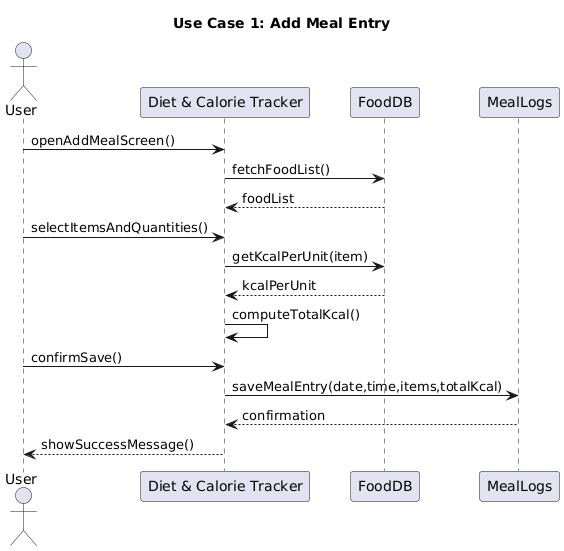 Use Case 1: Add Meal Entry
User
Diet & Calorie Tracker
FoodDB
MealLogs
openAddMealScreen()
fetchFoodList()
foodList
selectItemsAndQuantities()
getKcalPerUnit(item)
kcalPerUnit
computeTotalKcal()
confirmSave()
saveMealEntry(date,time,items,totalKcal)
confirmation
showSuccessMessage()
User
Diet & Calorie Tracker
FoodDB
MealLogs